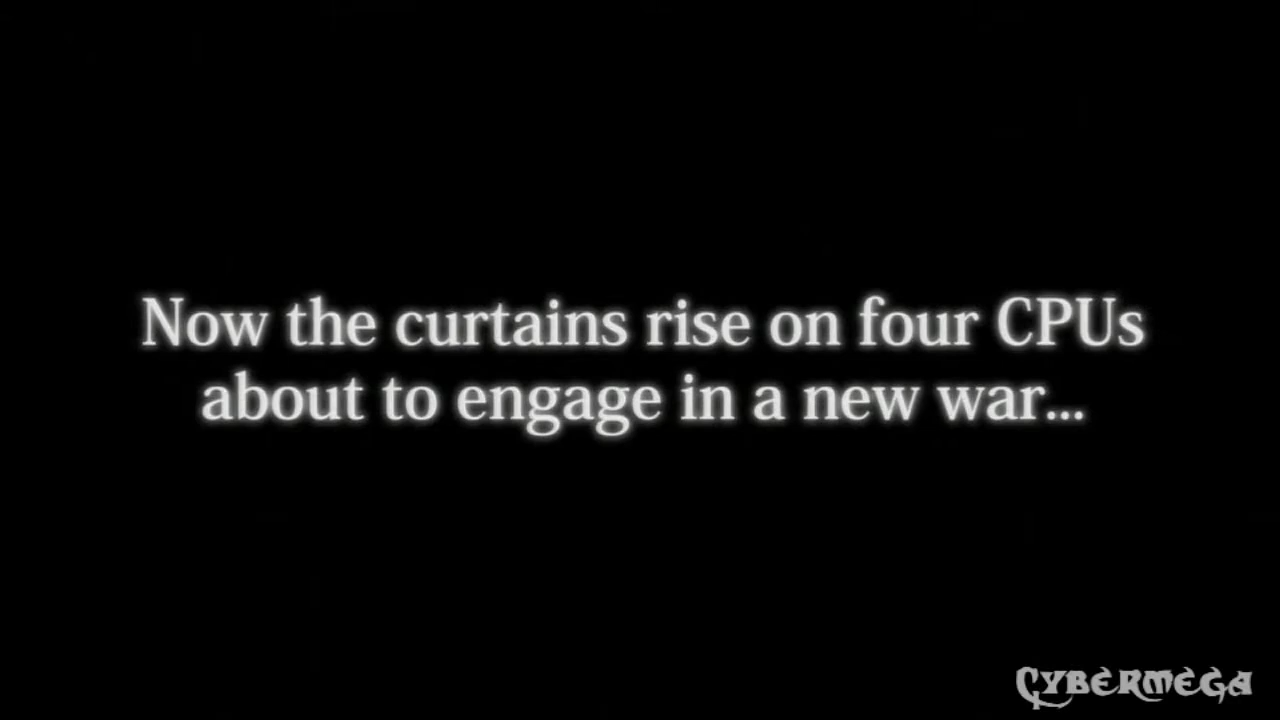 Now the curtains rise on four CPUs
about to engage in a new war...
CYBERMEGA